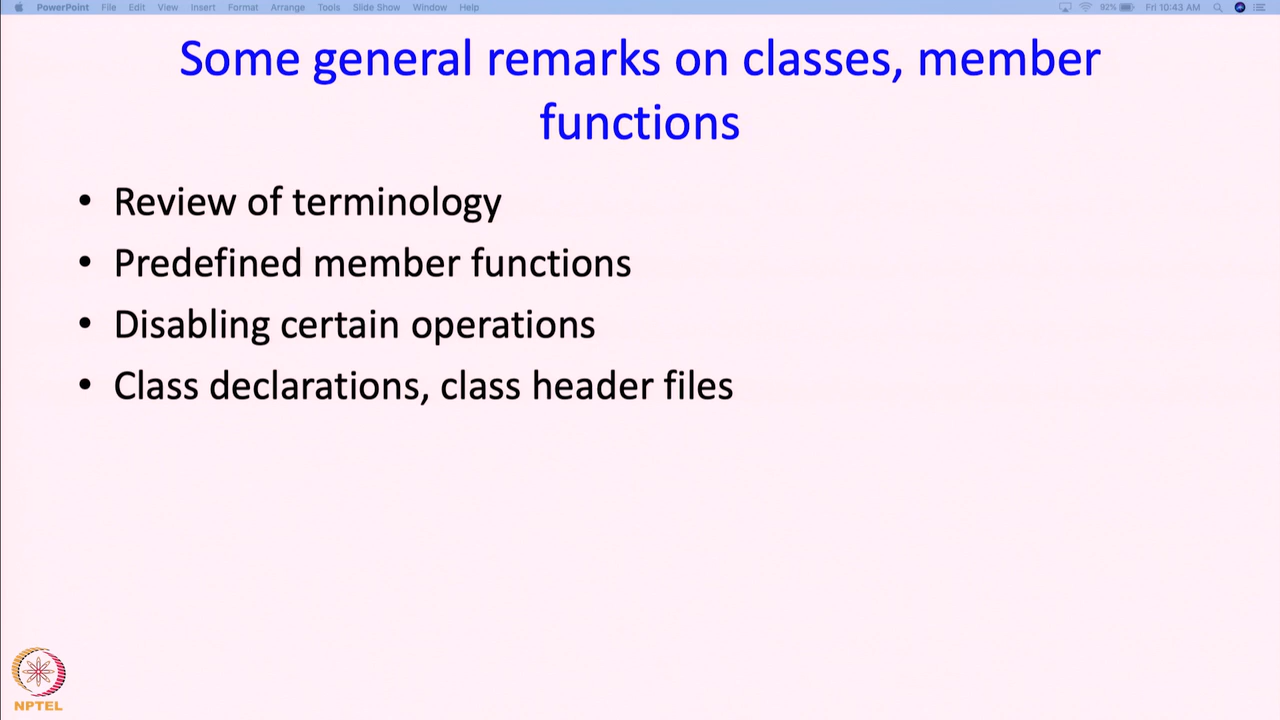 PowerPoint File Edit View Insert Format Arrange Tools Slide Show Window Help 92% Fri 10:43 AM
Some general remarks on classes, member
functions
• Review of terminology
• Predefined member functions
• Disabling certain operations
• Class declarations, class header files
NPTEL